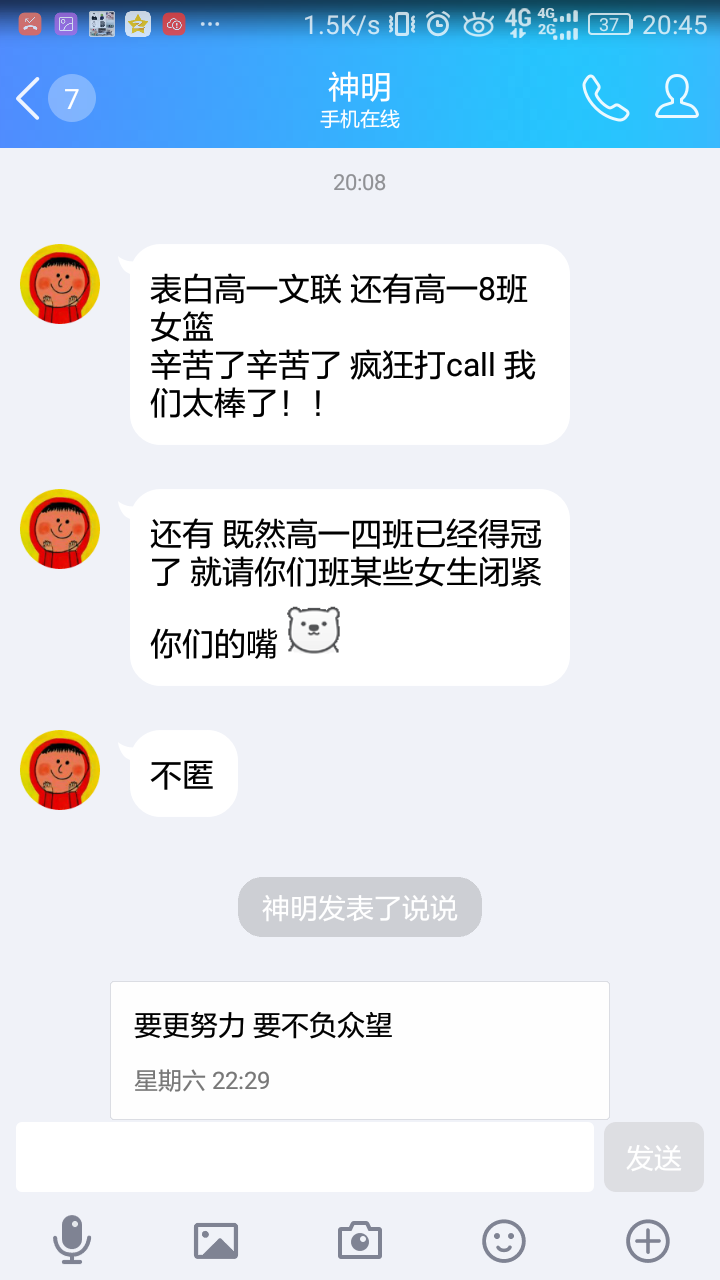 1.5K/s 4G 4G 2G 37 20:45
7
神明
手机在线
20:08
表白高一文联 还有高一8班
女篮
辛苦了辛苦了 疯狂打call 我
们太棒了！！
还有 既然高一四班已经得冠
了 就请你们班某些女生闭紧
你们的嘴
不匿
神明发表了说说
要更努力 要不负众望
星期六 22:29
发送